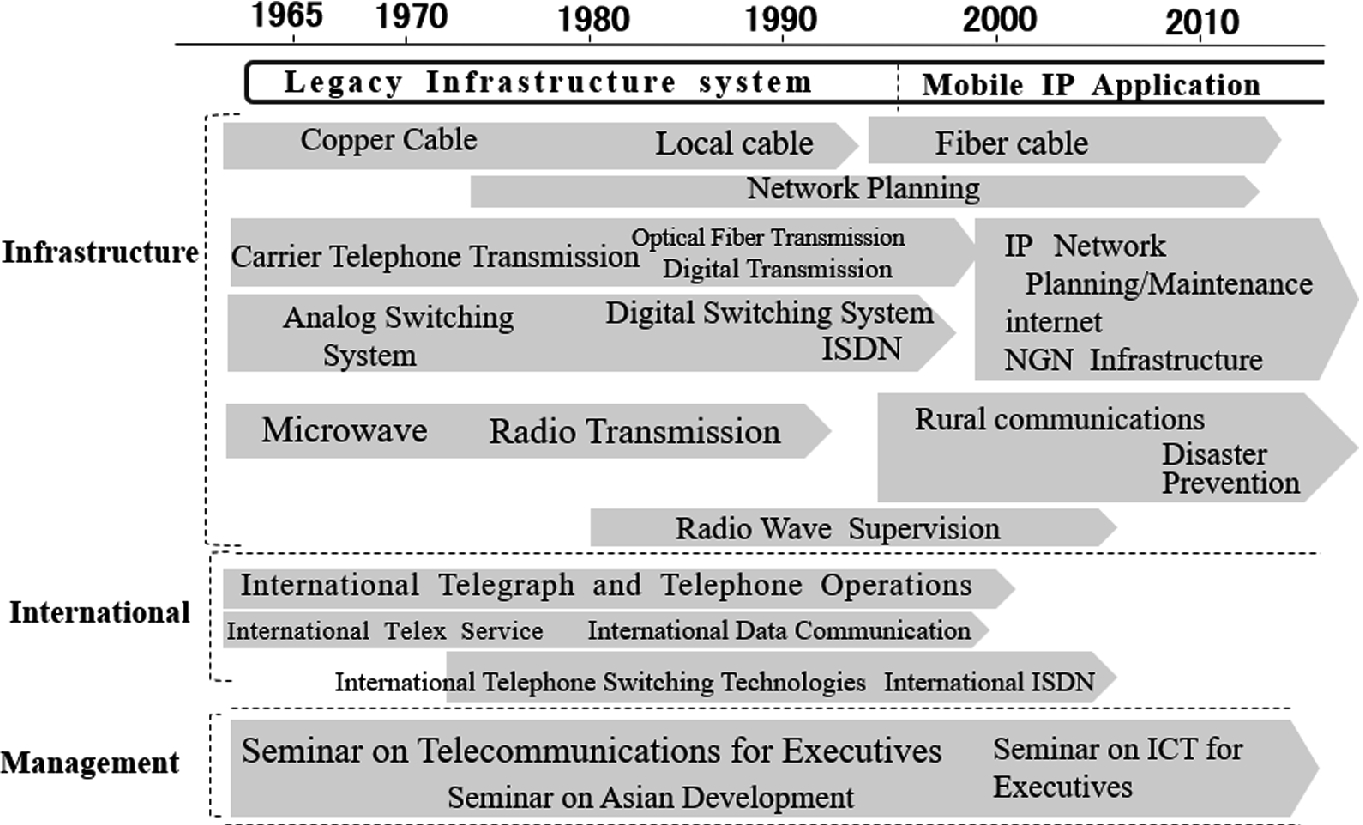 1965 1970 1980 1990 2000 2010
Legacy Infrastructure system
Mobile IP Application
Infrastructure
Copper Cable
Local cable
Fiber cable
Network Planning
Carrier Telephone Transmission
Optical Fiber Transmission
Digital Transmission
Analog Switching
System
Digital Switching System
ISDN
IP Network
Planning/Maintenance
internet
NGN Infrastructure
Microwave
Radio Transmission
Rural communications
Disaster
Prevention
Radio Wave Supervision
International
International Telegraph and Telephone Operations
International Telex Service
International Data Communication
International Telephone Switching Technologies
International ISDN
Management
Seminar on Telecommunications for Executives
Seminar on Asian Development
Seminar on ICT for
Executives